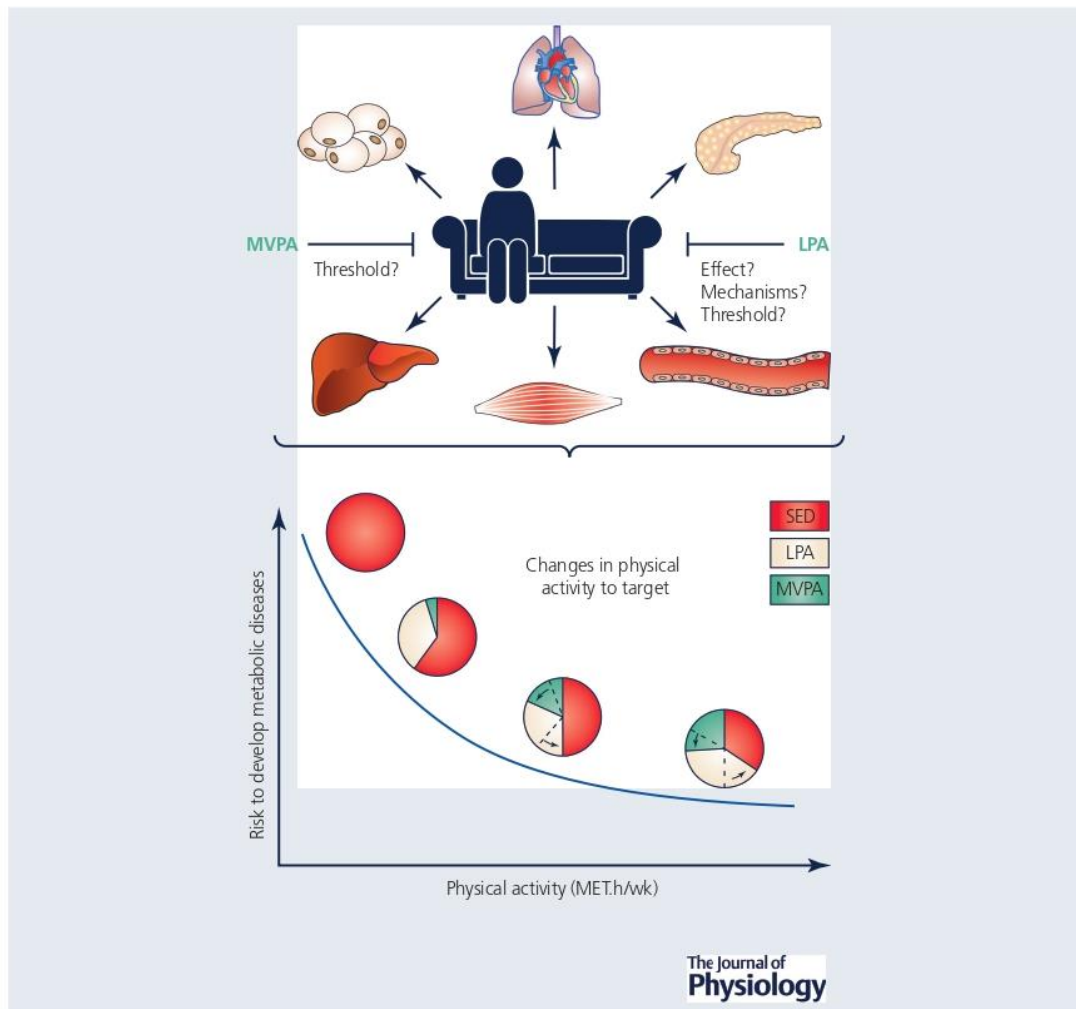 MVPA
Threshold?
LPA
Effect?
Mechanisms?
Threshold?
Risk to develop metabolic diseases
Changes in physical
activity to target
SED
LPA
MVPA
Physical activity (MET.h/wk)
The Journal of
Physiology